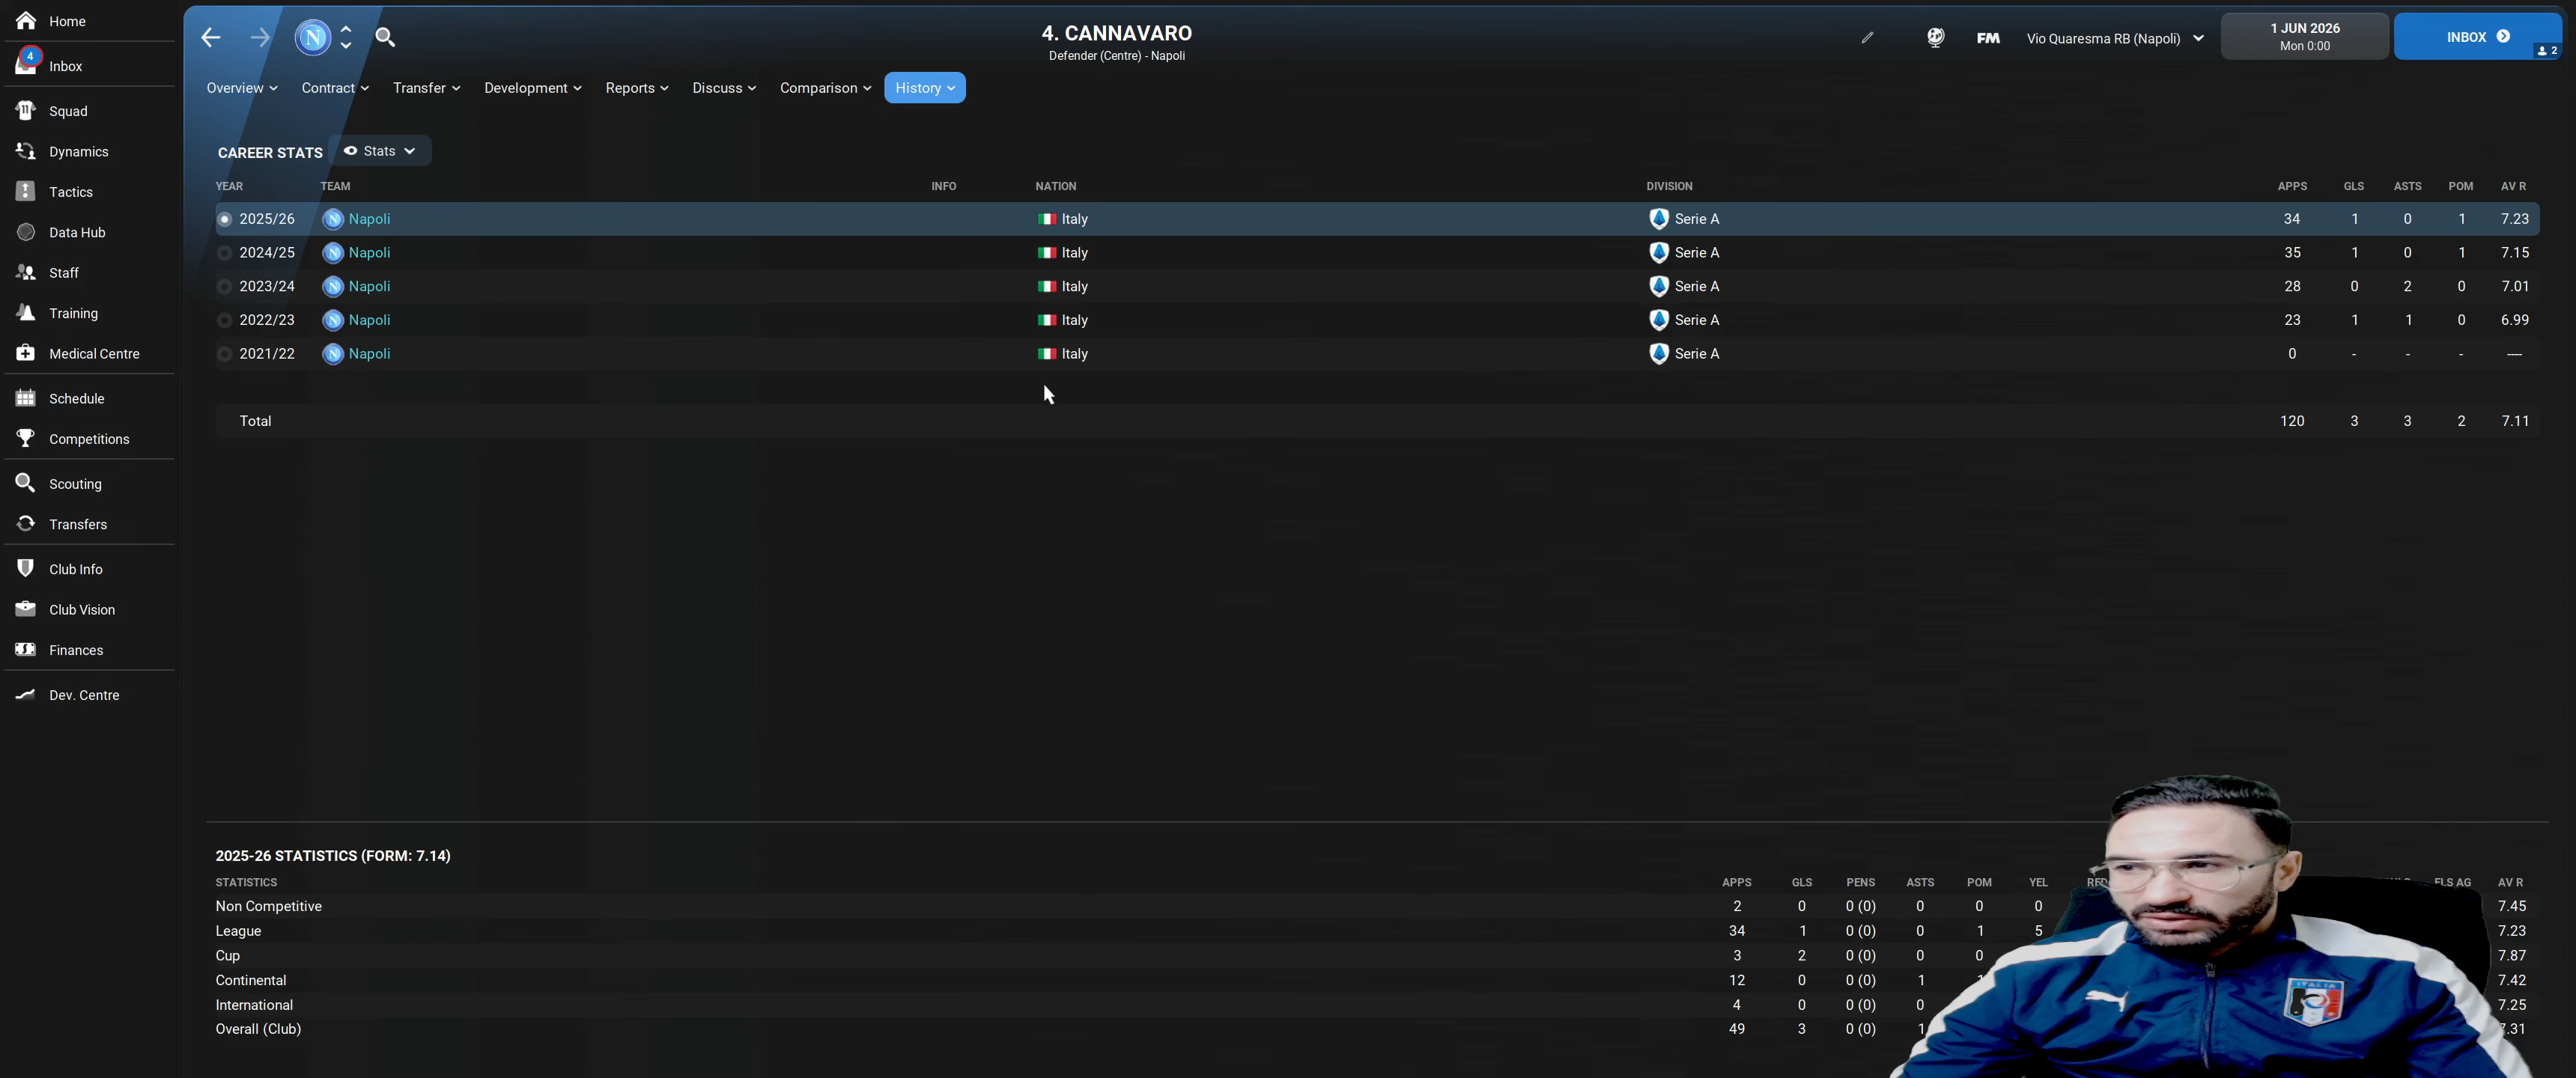 Home
4
Inbox
Squad
Dynamics
Tactics
Data Hub
Staff
Training
Medical Centre
Schedule
Competitions
Scouting
Transfers
Club Info
Club Vision
Finances
Dev. Centre
N
4. CANNAVARO
Defender (Centre) - Napoli
FM
Vio Quaresma RB (Napoli)
1 JUN 2026
Mon 0:00
INBOX
2
Overview Contract Transfer Development Reports Discuss Comparison History
CAREER STATS Stats
YEAR TEAM INFO NATION DIVISION APPS GLS ASTS POM AV R
2025/26 N Napoli Italy Serie A 34 1 0 1 7.23
2024/25 N Napoli Italy Serie A 35 1 0 1 7.15
2023/24 N Napoli Italy Serie A 28 0 2 0 7.01
2022/23 N Napoli Italy Serie A 23 1 1 0 6.99
2021/22 N Napoli Italy Serie A 0 - - - ---
Total 120 3 3 2 7.11
2025-26 STATISTICS (FORM: 7.14)
STATISTICS APPS GLS PENS ASTS POM YEL AV R
Non Competitive 2 0 0 (0) 0 0 0 7.45
League 34 1 0 (0) 0 1 5 7.23
Cup 3 2 0 (0) 0 0 7.87
Continental 12 0 0 (0) 1 7.42
International 4 0 0 (0) 0 7.25
Overall (Club) 49 3 0 (0) 1 .31
ITALIA